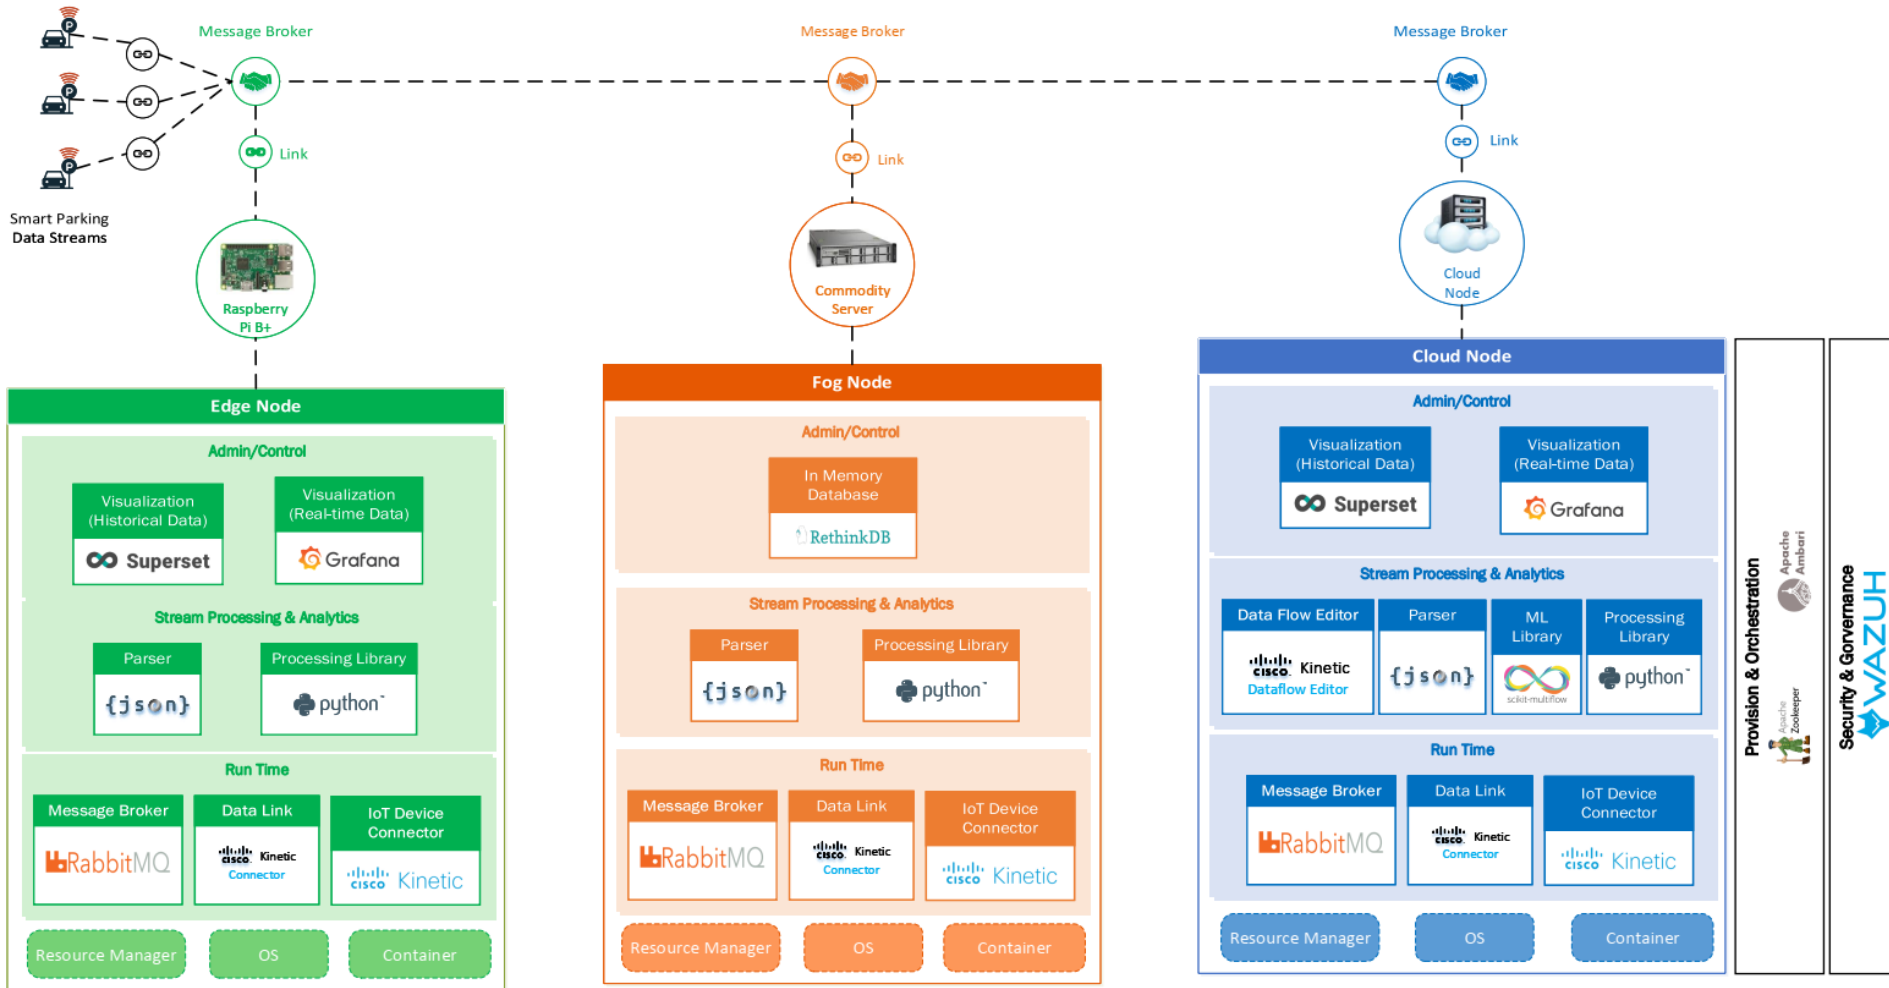 Message Broker
Message Broker
Message Broker
P
P
P
Link
Link
Link
Smart Parking
Data Streams
Raspberry
Pi B+
Commodity
Server
Cloud
Node
Edge Node
Admin/Control
Visualization
(Historical Data)
Superset
Visualization
(Real-time Data)
Grafana
Stream Processing & Analytics
Parser
{json}
Processing Library
python™
Run Time
Message Broker
RabbitMQ
Data Link
CISCO. Kinetic
Connector
IoT Device
Connector
CISCO Kinetic
Resource Manager
OS
Container
Fog Node
Admin/Control
In Memory
Database
RethinkDB
Stream Processing & Analytics
Parser
{json}
Processing Library
python™
Run Time
Message Broker
RabbitMQ
Data Link
CISCO. Kinetic
Connector
IoT Device
Connector
CISCO Kinetic
Resource Manager
OS
Container
Cloud Node
Admin/Control
Visualization
(Historical Data)
Superset
Visualization
(Real-time Data)
Grafana
Stream Processing & Analytics
Data Flow Editor
CISCO. Kinetic
Dataflow Editor
Parser
{json}
ML
Library
scikit-multiflow
Processing
Library
python™
Run Time
Message Broker
RabbitMQ
Data Link
CISCO. Kinetic
Connector
IoT Device
Connector
CISCO Kinetic
Resource Manager
OS
Container
Provision & Orchestration
Apache
Ambari
Apache
Zookeeper
Security & Gorvernance
WAZUH